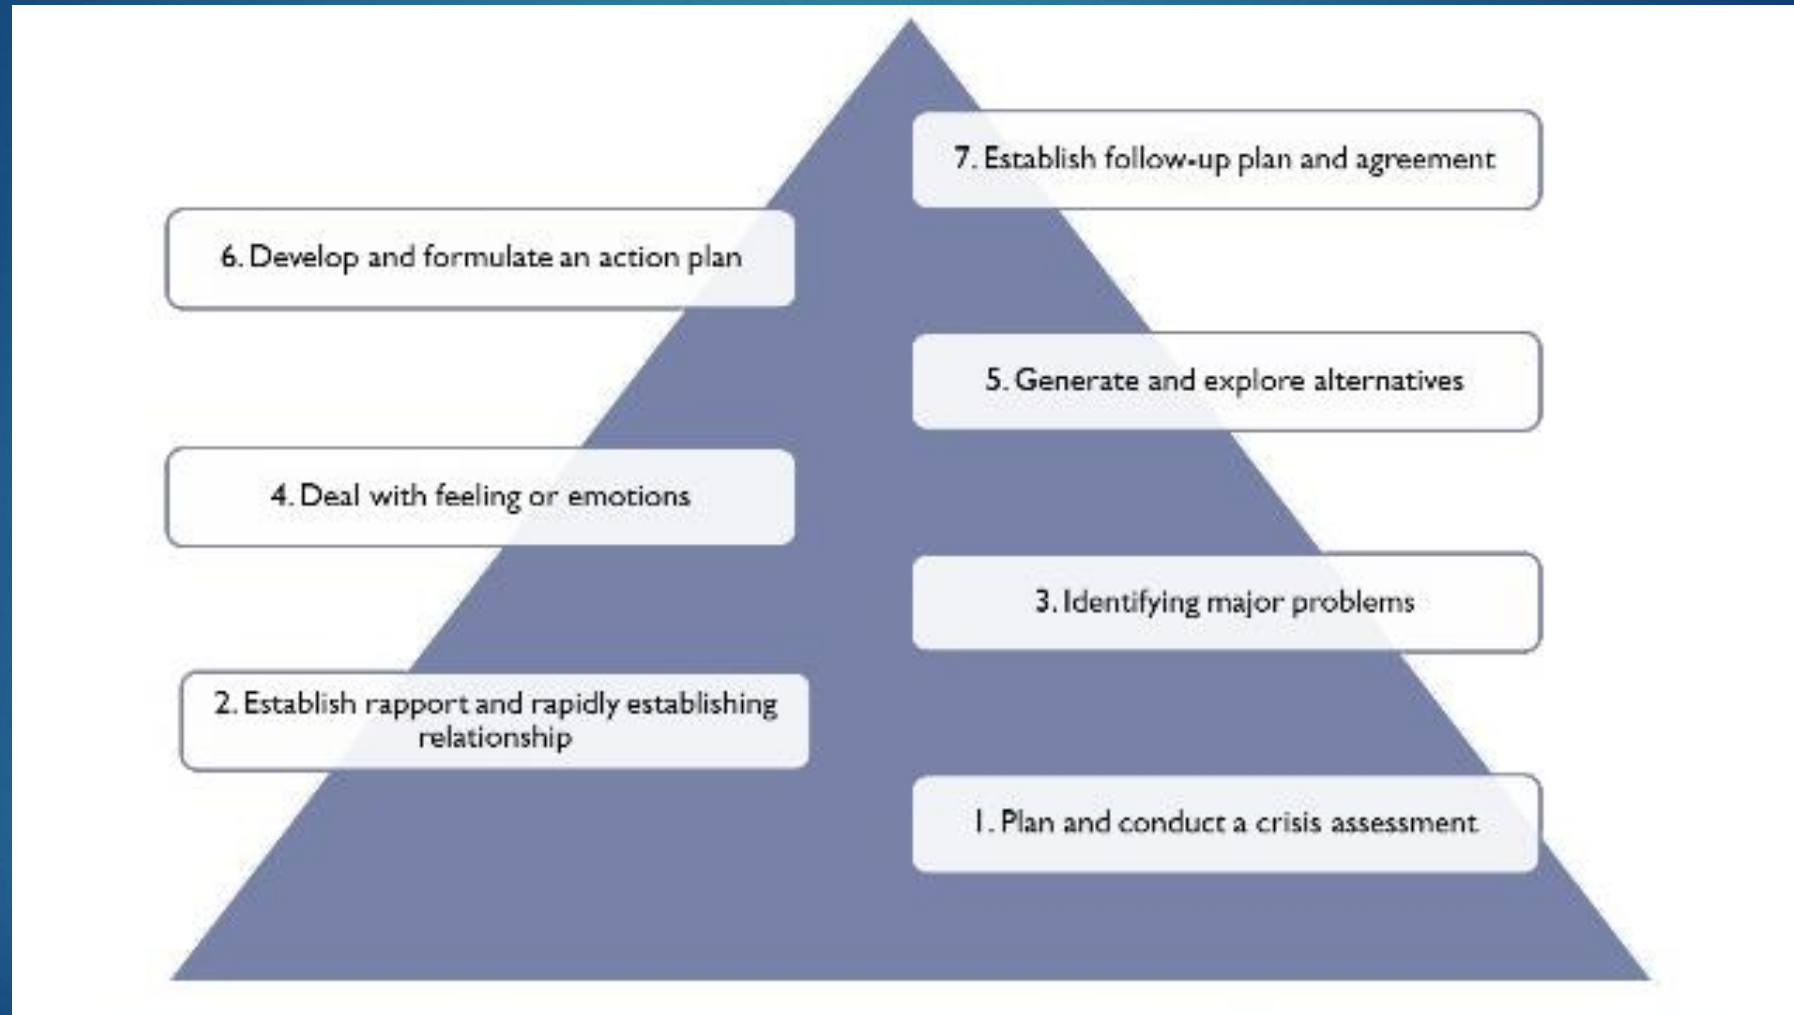 7. Establish follow-up plan and agreement
6. Develop and formulate an action plan
5. Generate and explore alternatives
4. Deal with feeling or emotions
3. Identifying major problems
2. Establish rapport and rapidly establishing
relationship
1. Plan and conduct a crisis assessment